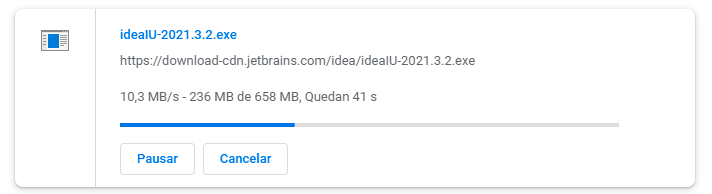 ideaIU-2021.3.2.exe
https://download-cdn.jetbrains.com/idea/ideaIU-2021.3.2.exe
10,3 MB/s - 236 MB de 658 MB, Quedan 41 s
Pausar
Cancelar